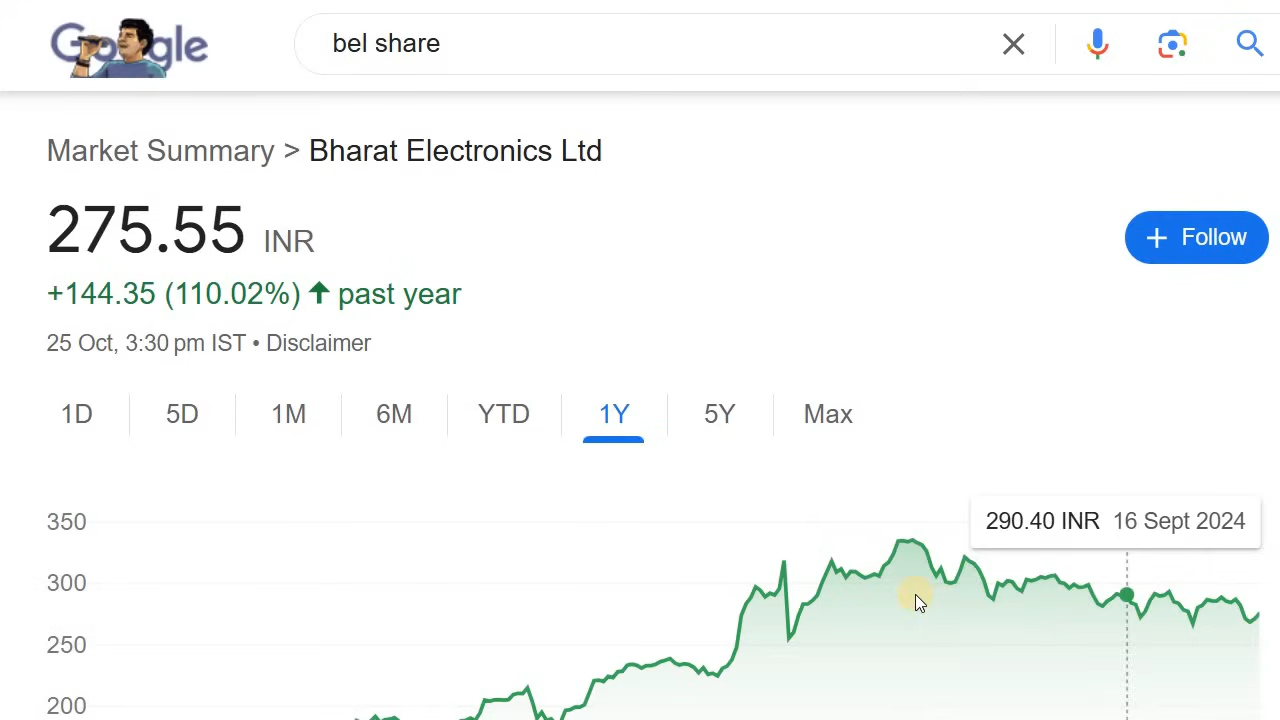 Google
bel share
Market Summary > Bharat Electronics Ltd
275.55 INR
+ Follow
+144.35 (110.02%) ↑ past year
25 Oct, 3:30 pm IST • Disclaimer
1D 5D 1M 6M YTD 1Y 5Y Max
290.40 INR 16 Sept 2024
350
300
250
200